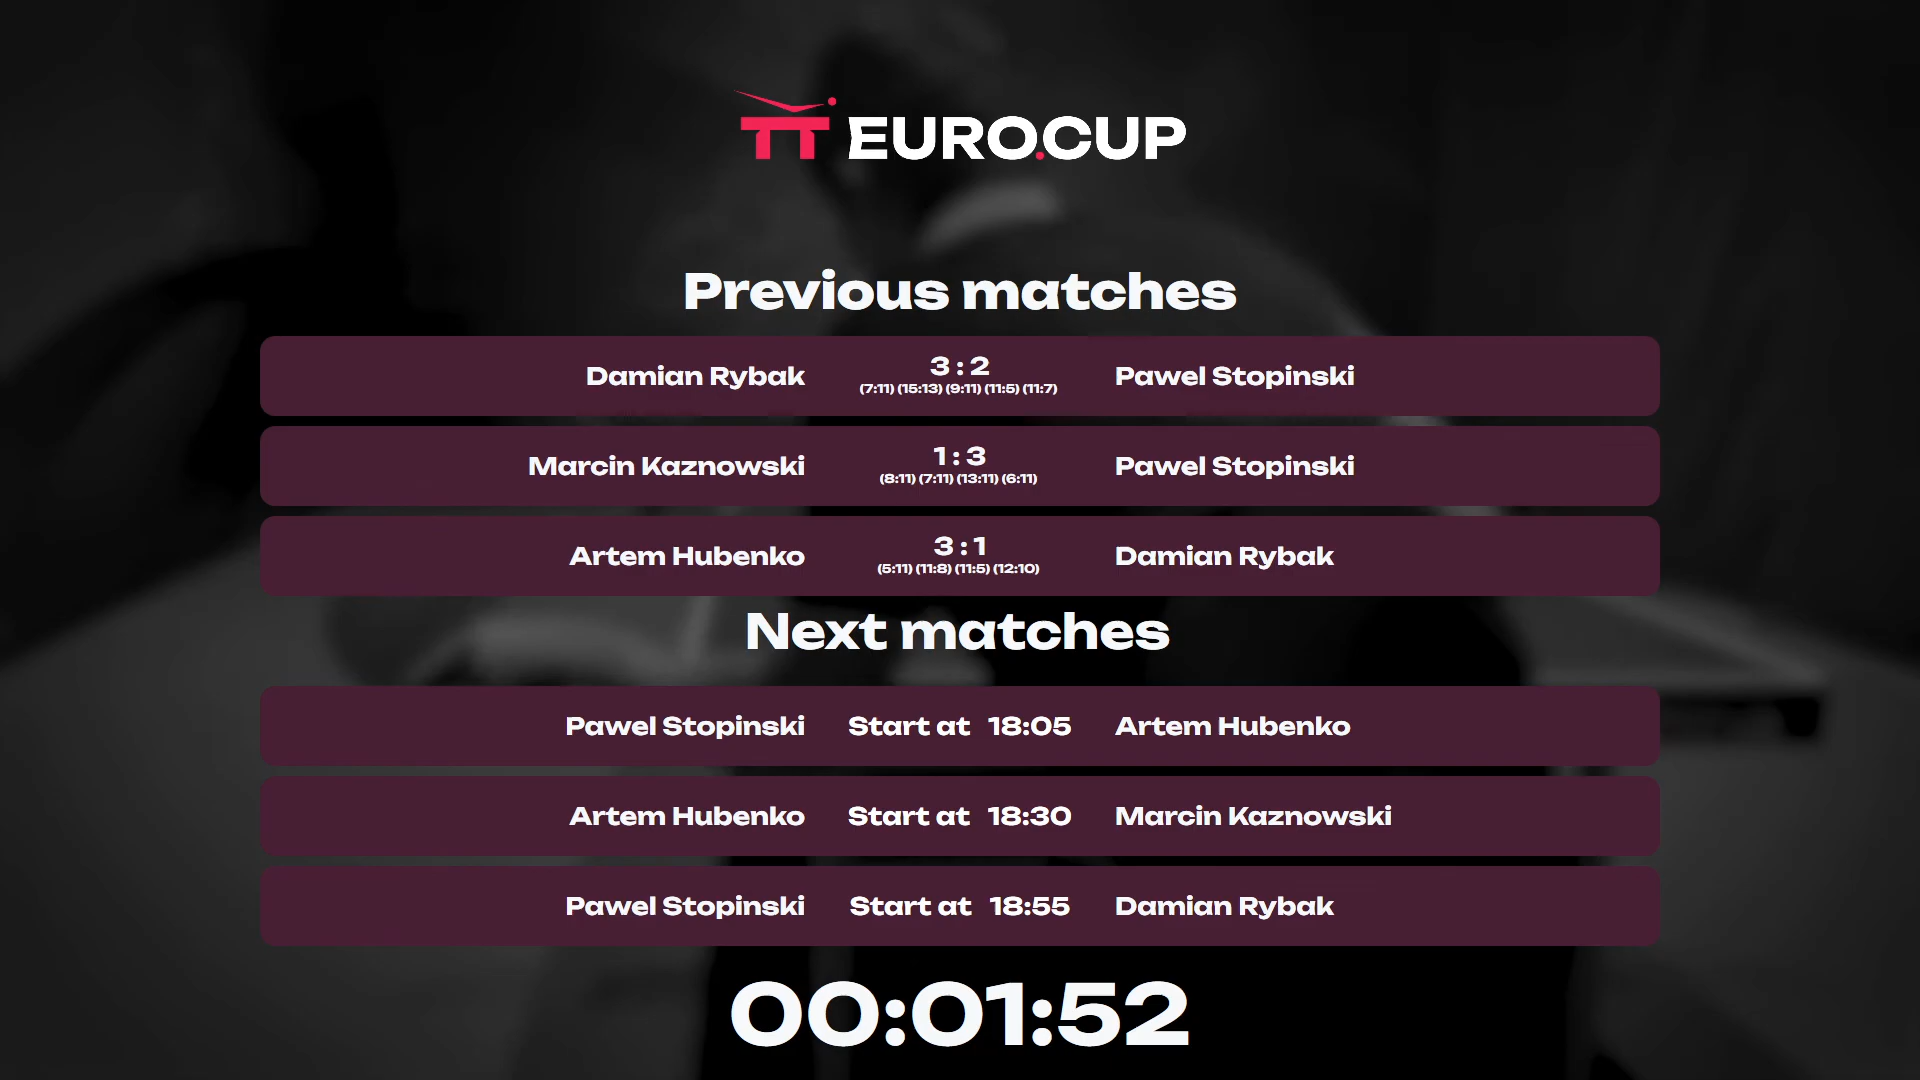 TT EURO.CUP
Previous matches
Damian Rybak 3 : 2 Pawel Stopinski
(7:11) (15:13) (9:11) (11:5) (11:7)
Marcin Kaznowski 1 : 3 Pawel Stopinski
(8:11) (7:11) (13:11) (6:11)
Artem Hubenko 3 : 1 Damian Rybak
(5:11) (11:8) (11:5) (12:10)
Next matches
Pawel Stopinski Start at 18:05 Artem Hubenko
Artem Hubenko Start at 18:30 Marcin Kaznowski
Pawel Stopinski Start at 18:55 Damian Rybak
00:01:52